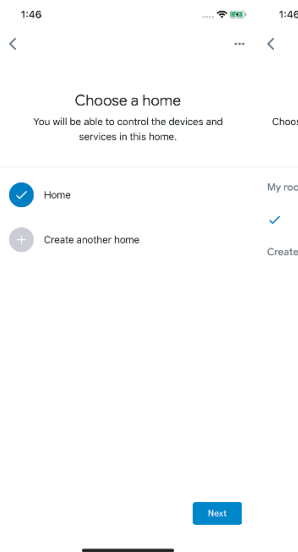 1:46
Choose a home
You will be able to control the devices and
services in this home.
Home
Create another home
Next
1:46
Choos
My roo
Create